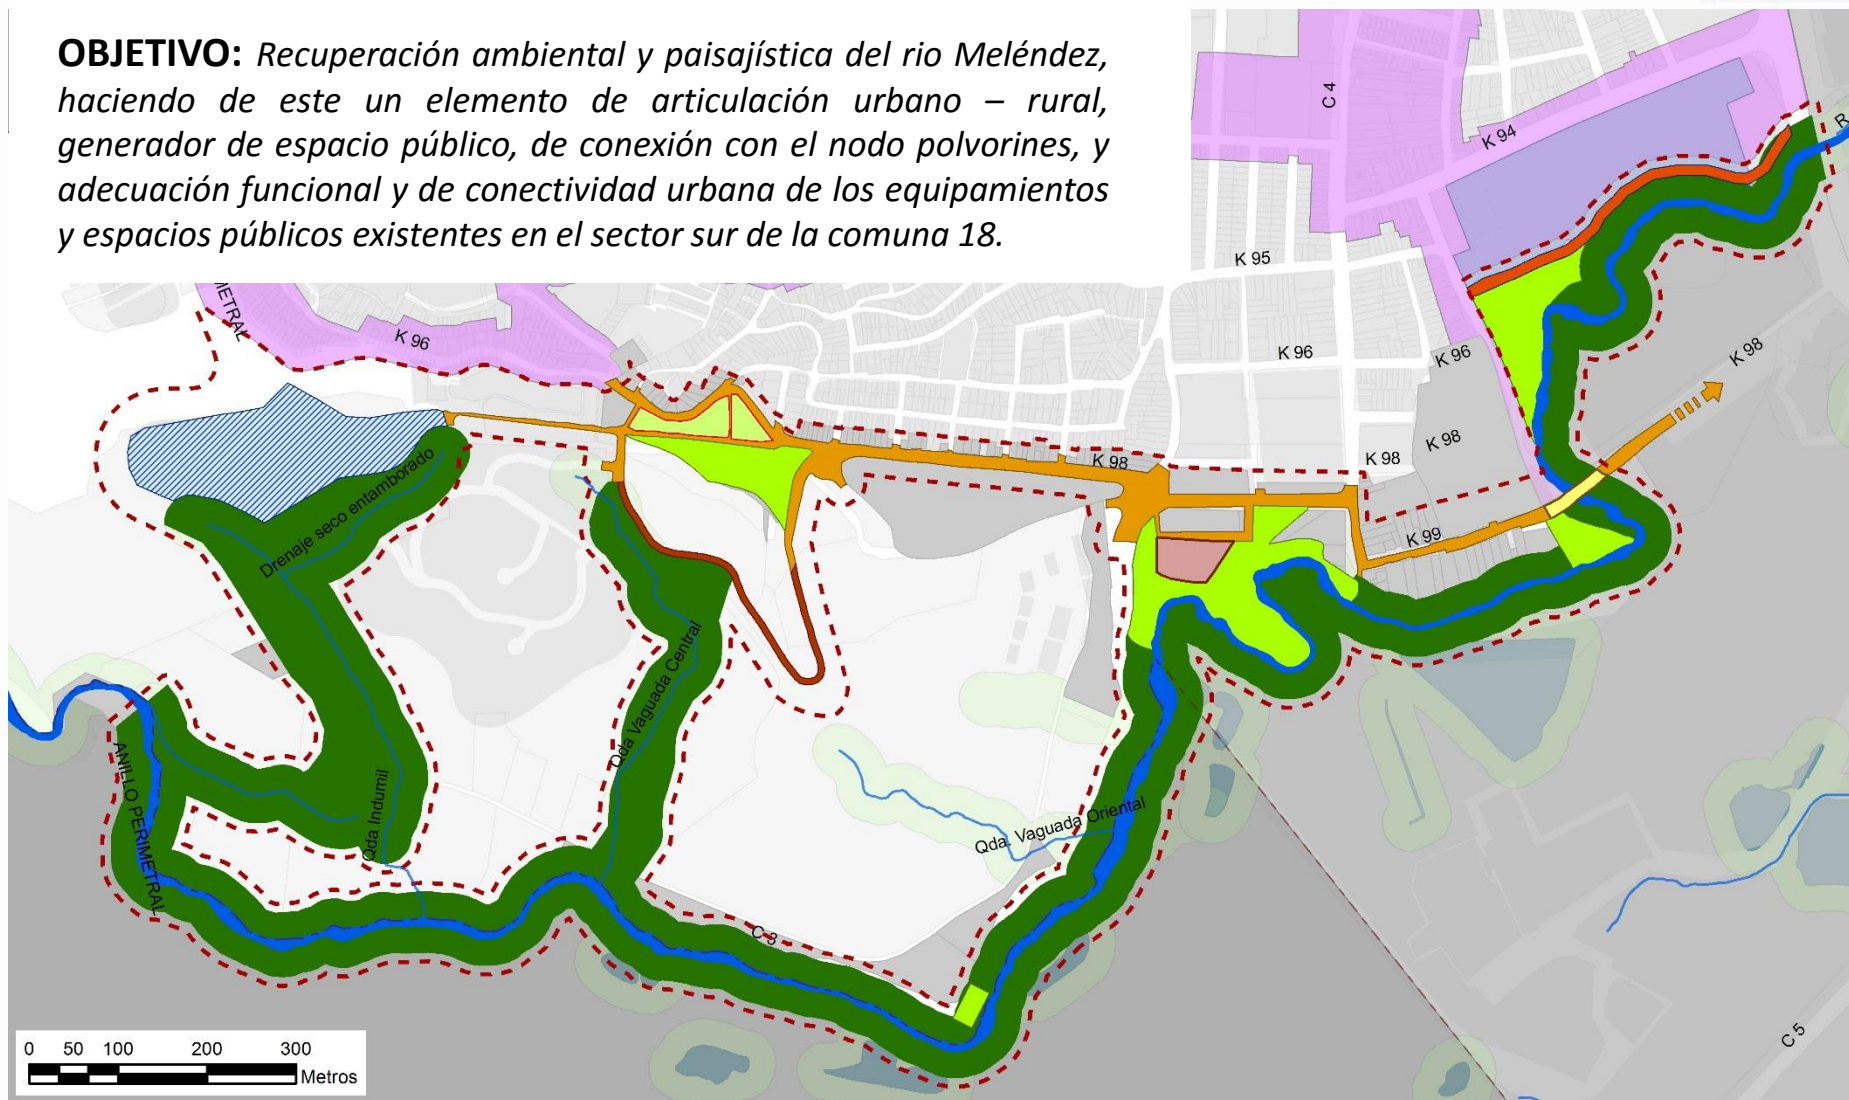 OBJETIVO: Recuperación ambiental y paisajística del rio Meléndez,
haciendo de este un elemento de articulación urbano – rural,
generador de espacio público, de conexión con el nodo polvorines, y
adecuación funcional y de conectividad urbana de los equipamientos
y espacios públicos existentes en el sector sur de la comuna 18.
C 4
K 94
R
K 95
METRAL
K 96
K 96
K 96
K 98
K 98
K 98
K 98
K 99
Drenaje seco entamborado
Qda Vaguada Central
ANILLO PERIMETRAL
Qda Indumil
Qda. Vaguada Oriental
C 3
C 5
0 50 100 200 300
Metros